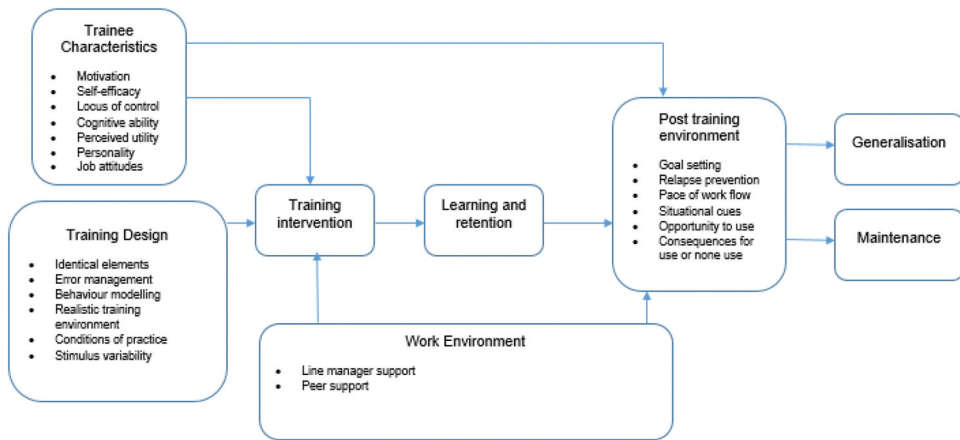 Trainee
Characteristics
Motivation
Self-efficacy
Locus of control
Cognitive ability
Perceived utility
Personality
Job attitudes
Training Design
Identical elements
Error management
Behaviour modelling
Realistic training
environment
Conditions of practice
Stimulus variability
Training
intervention
Learning and
retention
Work Environment
Line manager support
Peer support
Post training
environment
Goal setting
Relapse prevention
Pace of work flow
Situational cues
Opportunity to use
Consequences for
use or none use
Generalisation
Maintenance